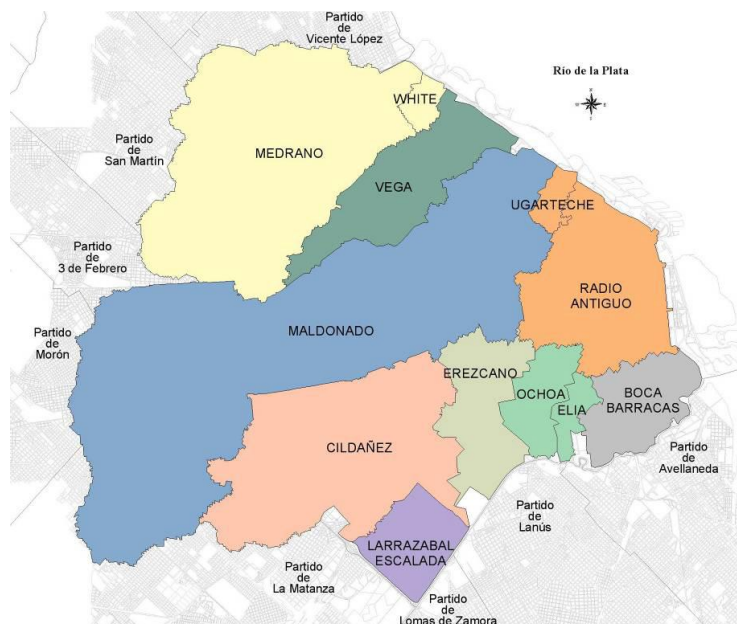 Partido
de
Vicente López
Río de la Plata
N
WHITE
Partido
de
San Martín
MEDRANO
VEGA
UGARTECHE
Partido
de
3 de Febrero
RADIO
ANTIGUO
Partido
de
Morón
MALDONADO
EREZCANO
OCHOA
ELIA
BOCA
BARRACAS
CILDAÑEZ
Partido
de
Avellaneda
Partido
de
Lanús
LARRAZABAL
ESCALADA
Partido
de
La Matanza
Partido
de
Lomas de Zamora